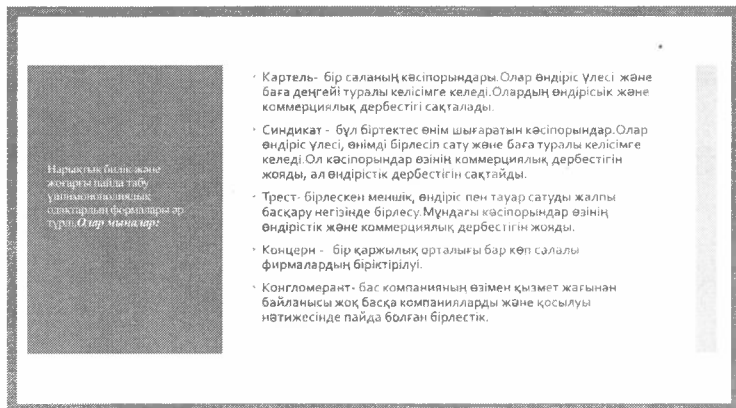 Нарықтық билік және
жоғарғы пайда табу
үшінмонополиялық
одақтардың формалары әр
түрлі.Олар мыналар:
· Картель- бір саланың кәсіпорындары.Олар өндіріс үлесі және
баға деңгейі туралы келісімге келеді.Олардың өндірісьік және
коммерциялық дербестігі сақталады.
· Синдикат - бұл біртектес өнім шығаратын кәсіпорындар.Олар
өндіріс үлесі, өнімді бірлесіп сату және баға туралы келісімге
келеді.Ол кәсіпорындар өзінің коммерциялық дербестігін
жояды, ал өндірістік дербестігін сақтайды.
· Трест- бірлескен меншік, өндіріс пен тауар сатуды жалпы
басқару негізінде бірлесу.Мұндағы кәсіпорындар өзінің
өндірістік және коммерциялық дербестігін жояды.
· Концерн - бір қаржылық орталығы бар көп салалы
фирмалардың біріктірілуі.
· Конгломерант- бас компанияның өзімен қызмет жағынан
байланысы жоқ басқа компанияларды және қосылуы
нәтижесінде пайда болған бірлестік.